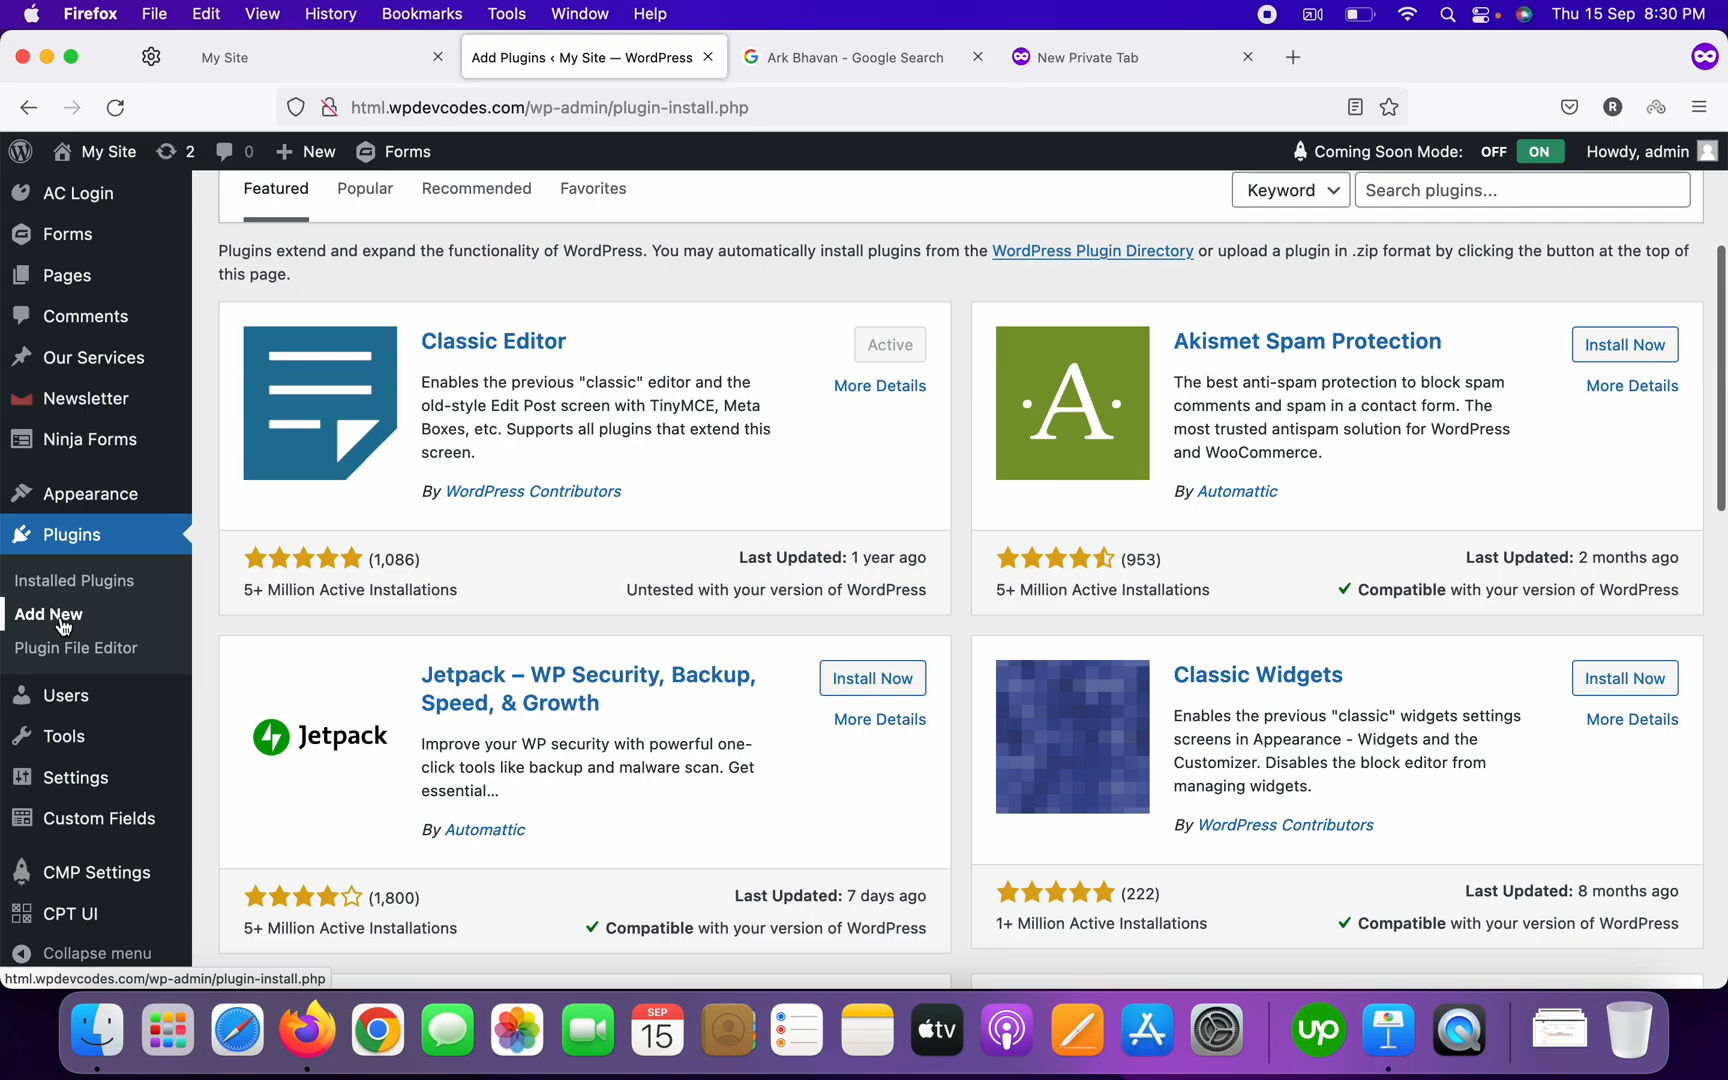 Firefox File Edit View History Bookmarks Tools Window Help Thu 15 Sep 8:30 PM
My Site Add Plugins ‹ My Site — WordPress Ark Bhavan - Google Search New Private Tab
html.wpdevcodes.com/wp-admin/plugin-install.php R
My Site 2 0 New Forms Coming Soon Mode: OFF ON Howdy, admin
AC Login
Forms
Pages
Comments
Our Services
Newsletter
Ninja Forms
Appearance
Plugins
Installed Plugins
Add New
Plugin File Editor
Users
Tools
Settings
Custom Fields
CMP Settings
CPT UI
Collapse menu
html.wpdevcodes.com/wp-admin/plugin-install.php
Featured Popular Recommended Favorites Keyword Search plugins...
Plugins extend and expand the functionality of WordPress. You may automatically install plugins from the WordPress Plugin Directory or upload a plugin in .zip format by clicking the button at the top of
this page.
Classic Editor
Active
More Details
Enables the previous "classic" editor and the
old-style Edit Post screen with TinyMCE, Meta
Boxes, etc. Supports all plugins that extend this
screen.
By WordPress Contributors
(1,086)
Last Updated: 1 year ago
5+ Million Active Installations
Untested with your version of WordPress
·A·
Akismet Spam Protection
Install Now
More Details
The best anti-spam protection to block spam
comments and spam in a contact form. The
most trusted antispam solution for WordPress
and WooCommerce.
By Automattic
(953)
Last Updated: 2 months ago
5+ Million Active Installations
Compatible with your version of WordPress
Jetpack
Jetpack – WP Security, Backup,
Speed, & Growth
Install Now
More Details
Improve your WP security with powerful one-
click tools like backup and malware scan. Get
essential...
By Automattic
(1,800)
Last Updated: 7 days ago
5+ Million Active Installations
Compatible with your version of WordPress
Classic Widgets
Install Now
More Details
Enables the previous "classic" widgets settings
screens in Appearance - Widgets and the
Customizer. Disables the block editor from
managing widgets.
By WordPress Contributors
(222)
Last Updated: 8 months ago
1+ Million Active Installations
Compatible with your version of WordPress
SEP
15
tv
up